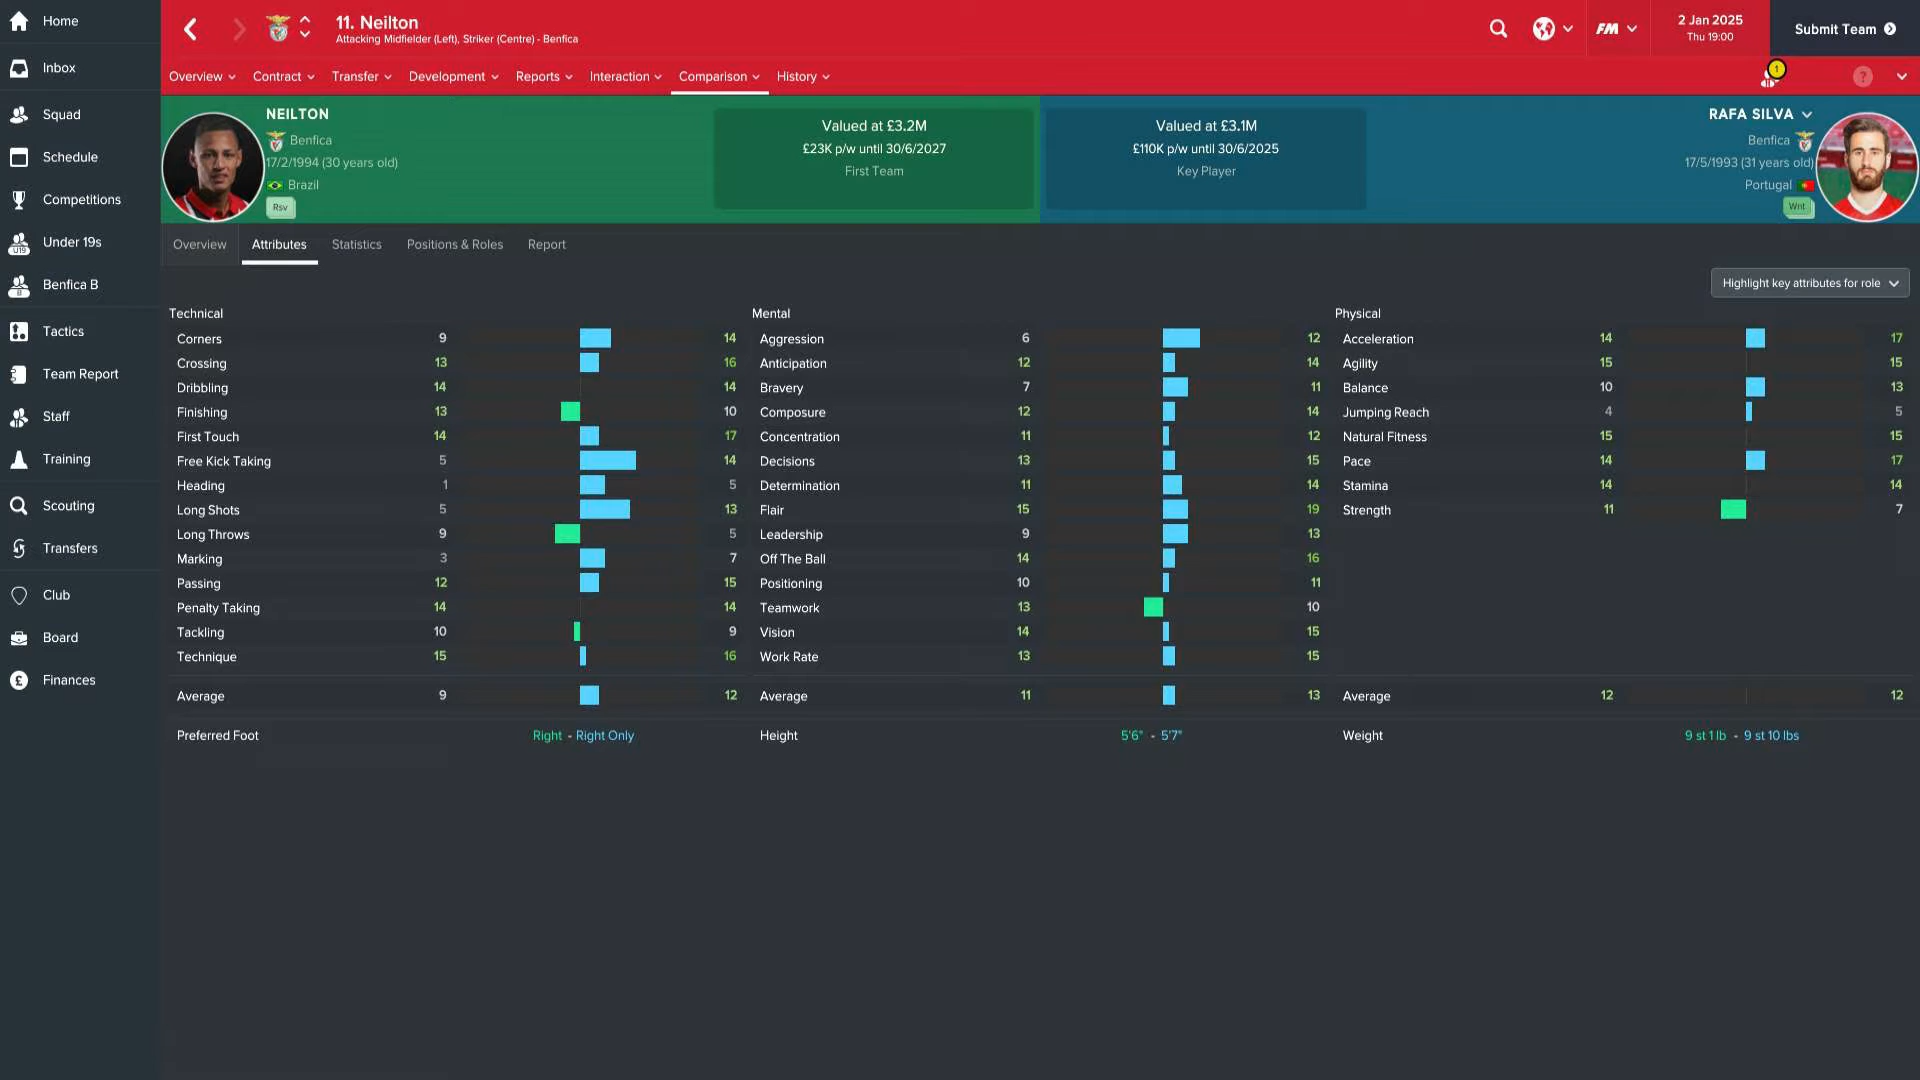 Home
Inbox
Squad
Schedule
Competitions
Under 19s
Benfica B
Tactics
Team Report
Staff
Training
Scouting
Transfers
Club
Board
Finances
11. Neilton
Attacking Midfielder (Left), Striker (Centre) - Benfica
FM
2 Jan 2025
Thu 19:00
Submit Team
Overview Contract Transfer Development Reports Interaction Comparison History
1
?
NEILTON
Benfica
17/2/1994 (30 years old)
Brazil
Rsv
Valued at £3.2M
£23K p/w until 30/6/2027
First Team
Valued at £3.1M
£110K p/w until 30/6/2025
Key Player
RAFA SILVA
Benfica
17/5/1993 (31 years old)
Portugal
Wnt
Overview Attributes Statistics Positions & Roles Report
Highlight key attributes for role
Technical
Corners 9 14
Crossing 13 16
Dribbling 14 14
Finishing 13 10
First Touch 14 17
Free Kick Taking 5 14
Heading 1 5
Long Shots 5 13
Long Throws 9 5
Marking 3 7
Passing 12 15
Penalty Taking 14 14
Tackling 10 9
Technique 15 16
Average 9 12
Preferred Foot Right - Right Only
Mental
Aggression 6 12
Anticipation 12 14
Bravery 7 11
Composure 12 14
Concentration 11 12
Decisions 13 15
Determination 11 14
Flair 15 19
Leadership 9 13
Off The Ball 14 16
Positioning 10 11
Teamwork 13 10
Vision 14 15
Work Rate 13 15
Average 11 13
Height 5'6" - 5'7"
Physical
Acceleration 14 17
Agility 15 15
Balance 10 13
Jumping Reach 4 5
Natural Fitness 15 15
Pace 14 17
Stamina 14 14
Strength 11 7
Average 12 12
Weight 9 st 1 lb - 9 st 10 lbs